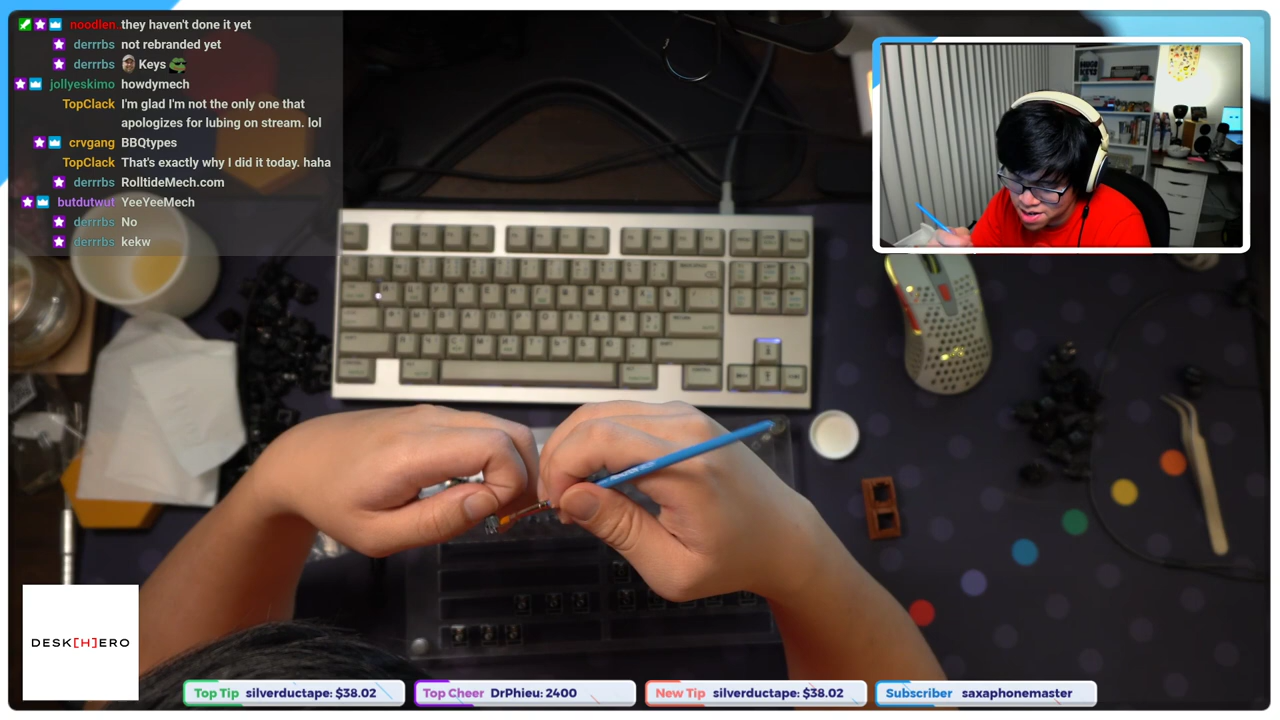 noodlen.. they haven't done it yet
derrrbs not rebranded yet
derrrbs Keys
jollyeskimo howdymech
TopClack I'm glad I'm not the only one that
apologizes for lubing on stream. lol
crvgang BBQtypes
TopClack That's exactly why I did it today. haha
derrrbs RolltideMech.com
butdutwut YeeYeeMech
derrrbs No
derrrbs kekw
DESK[H]ERO
Top Tip silverductape: $38.02
Top Cheer DrPhieu: 2400
New Tip silverductape: $38.02
Subscriber saxaphonemaster